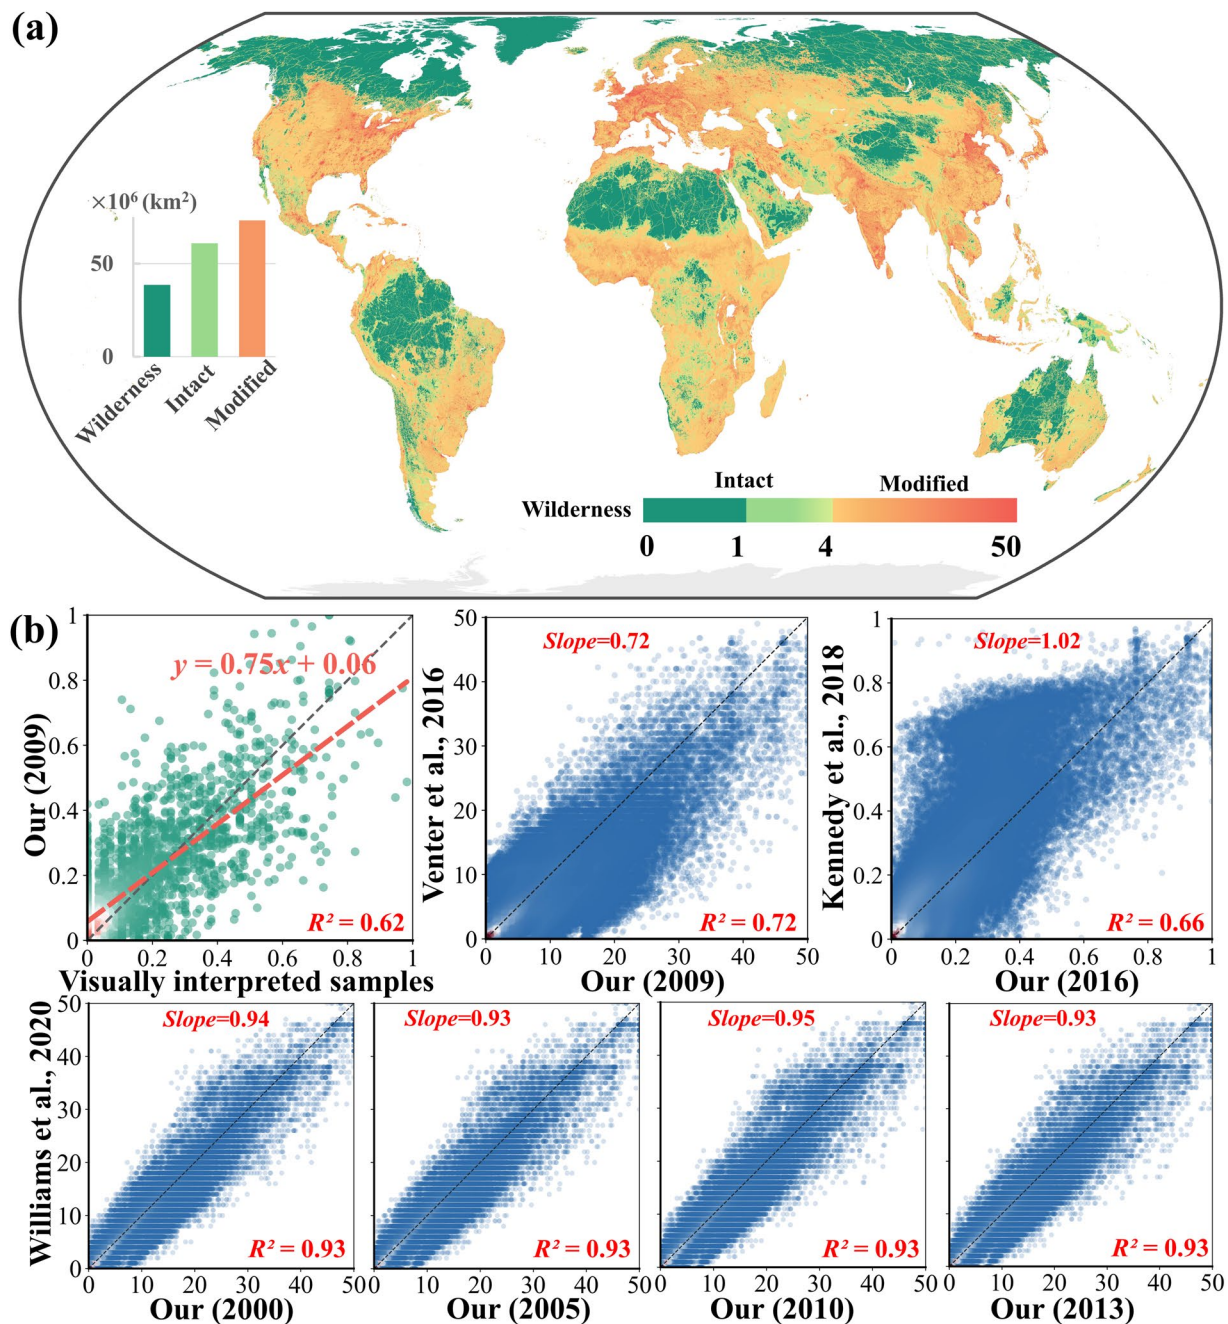 (a)
×10⁶ (km²)
50
0
Wilderness
Intact
Modified
Intact
Modified
Wilderness
0
1
4
50
(b)
1
0.8
0.6
0.4
0.2
0
Our (2009)
y = 0.75x + 0.06
R² = 0.62
0.2
0.4
0.6
0.8
1
Visually interpreted samples
50
40
30
20
10
0
Venter et al., 2016
Slope=0.72
R² = 0.72
0
10
20
30
40
50
Our (2009)
1
0.8
0.6
0.4
0.2
0
Kennedy et al., 2018
Slope=1.02
R² = 0.66
0
0.2
0.4
0.6
0.8
1
Our (2016)
50
40
30
20
10
0
Williams et al., 2020
Slope=0.94
R² = 0.93
0
10
20
30
40
50
Our (2000)
Slope=0.93
R² = 0.93
0
10
20
30
40
50
Our (2005)
Slope=0.95
R² = 0.93
0
10
20
30
40
50
Our (2010)
Slope=0.93
R² = 0.93
0
10
20
30
40
50
Our (2013)